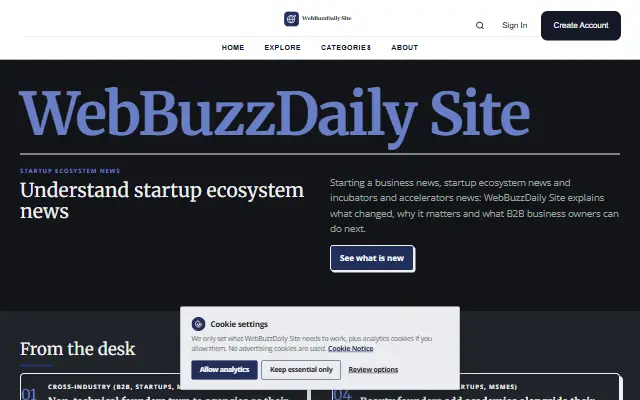 WebBuzzDaily Site
Sign In
Create Account
HOME
EXPLORE
CATEGORIES
ABOUT
WebBuzzDaily Site
STARTUP ECOSYSTEM NEWS
Understand startup ecosystem
news
Starting a business news, startup ecosystem news and
incubators and accelerators news: WebBuzzDaily Site explains
what changed, why it matters and what B2B business owners can
do next.
See what is new
From the desk
Cookie settings
We only set what WebBuzzDaily Site needs to work, plus analytics cookies if you
allow them. No advertising cookies are used. Cookie Notice
Allow analytics
Keep essential only
Review options
01
CROSS-INDUSTRY (B2B, STARTUPS,
04